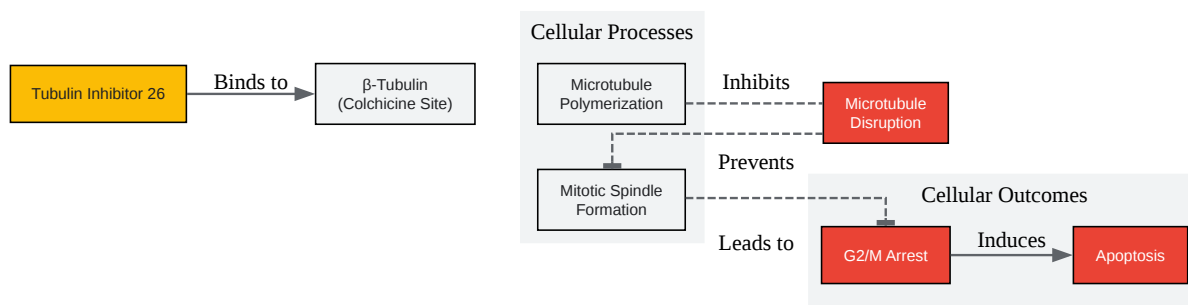 Cellular Processes
Tubulin Inhibitor 26
Binds to
β-Tubulin
(Colchicine Site)
Microtubule
Polymerization
Inhibits
Microtubule
Disruption
Prevents
Mitotic Spindle
Formation
Cellular Outcomes
Leads to
G2/M Arrest
Induces
Apoptosis